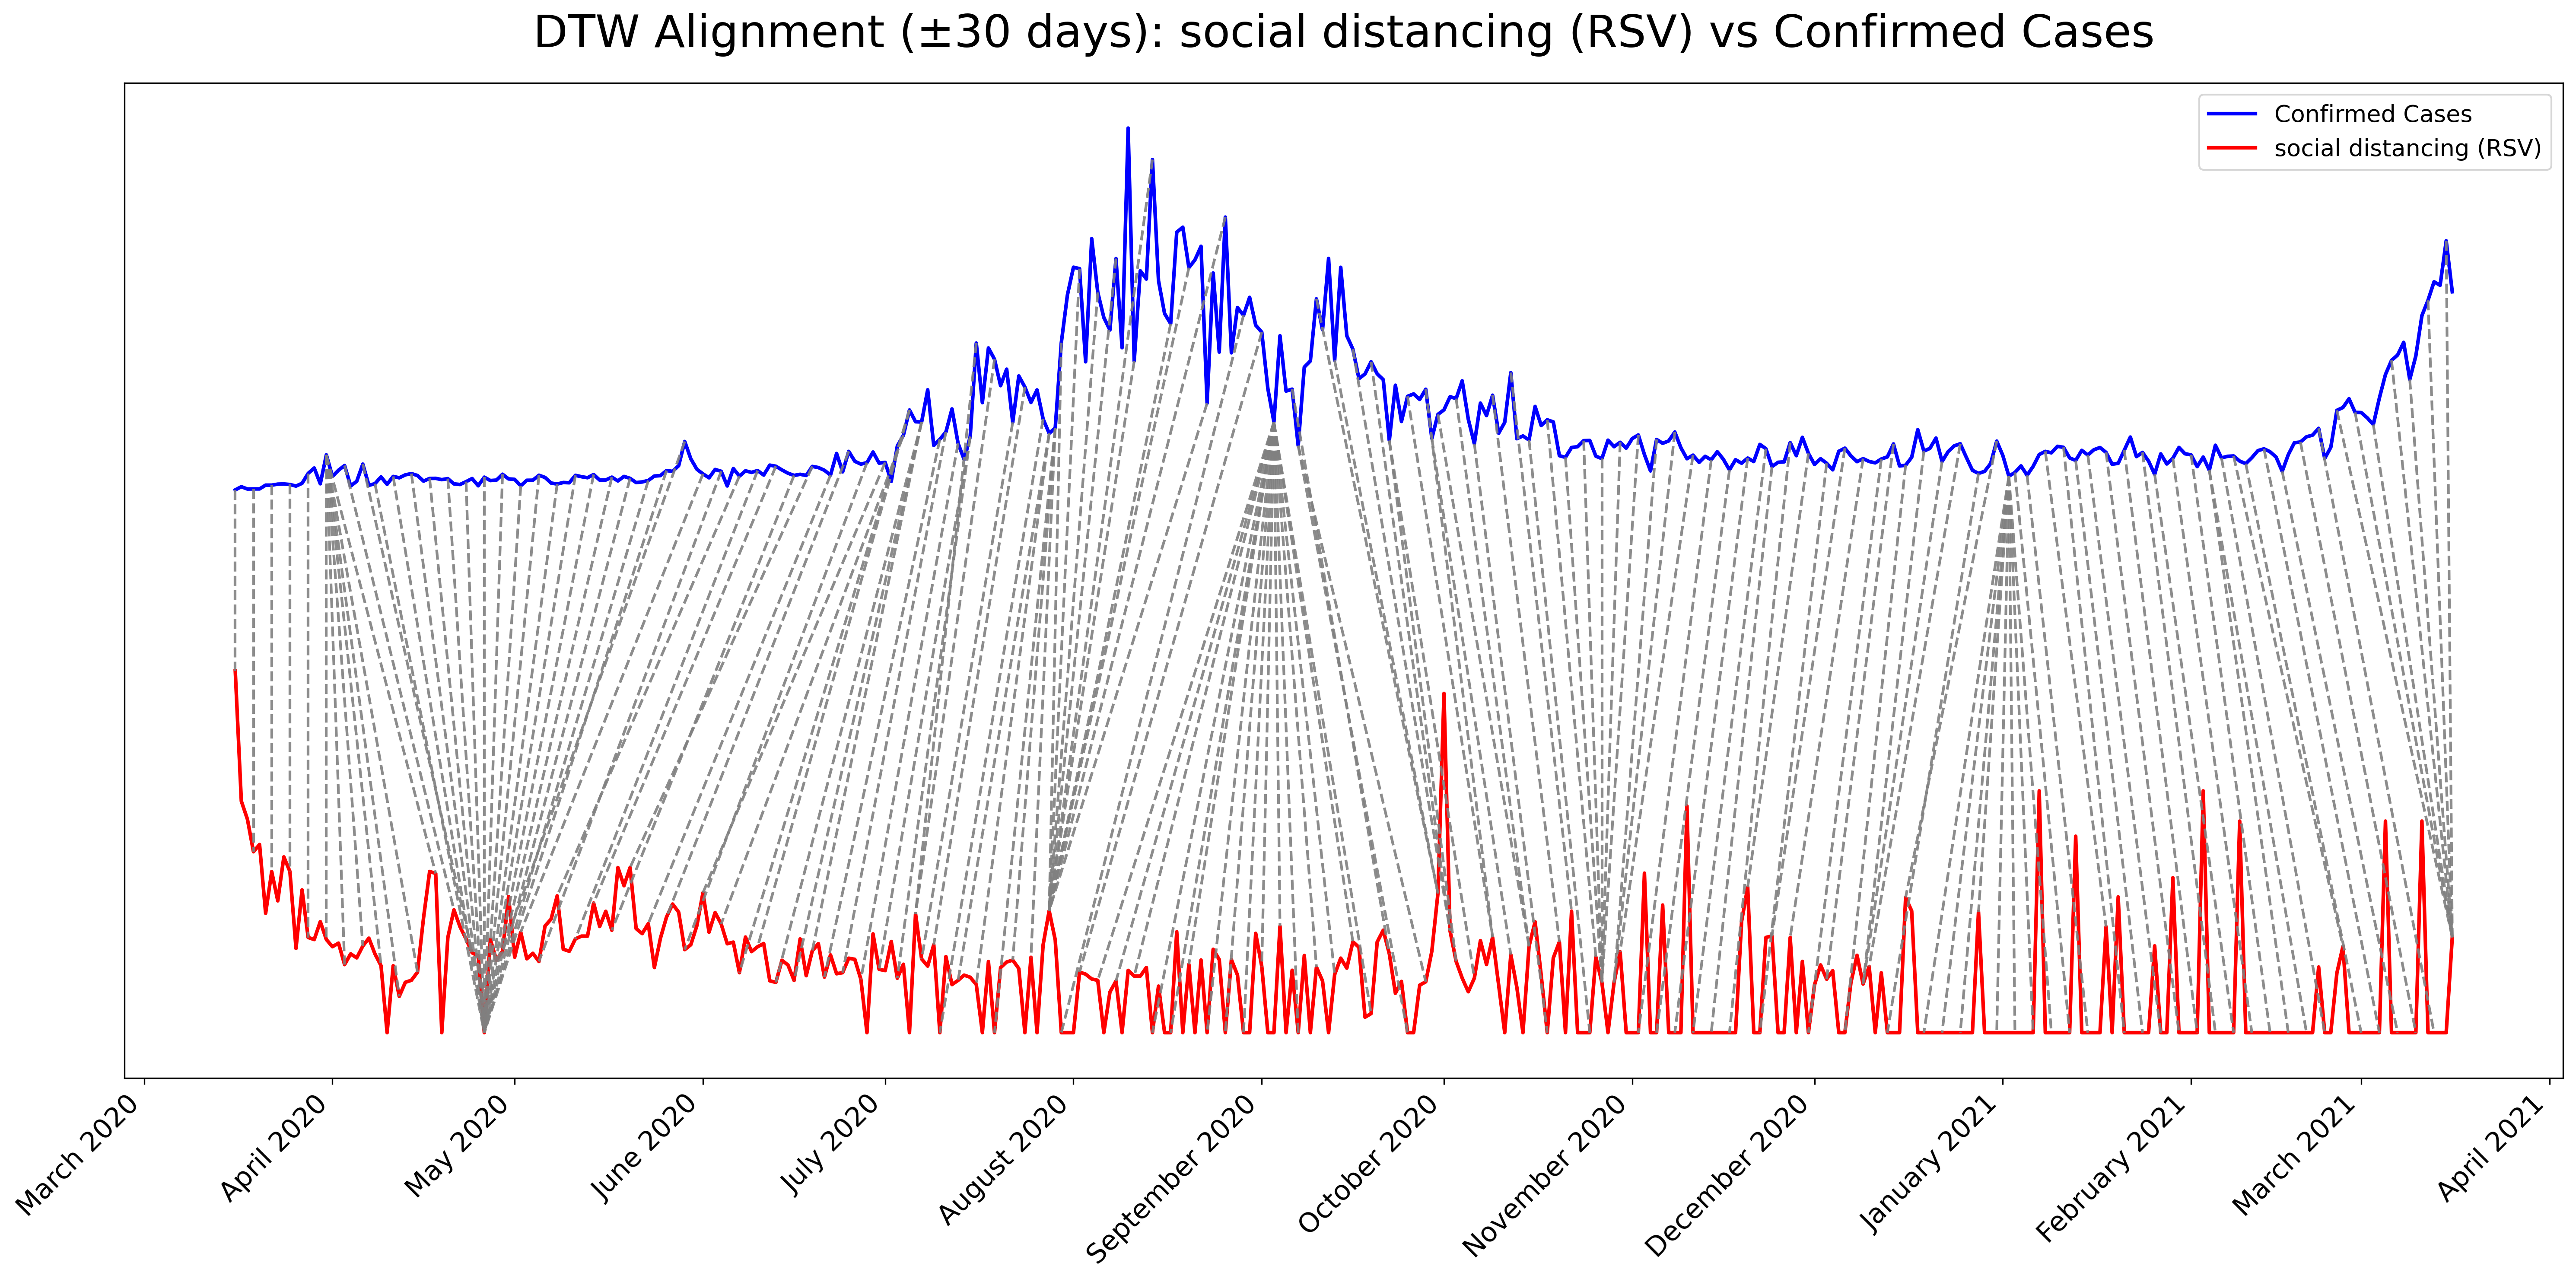 DTW Alignment (±30 days): social distancing (RSV) vs Confirmed Cases
Confirmed Cases
social distancing (RSV)
March 2020
April 2020
May 2020
June 2020
July 2020
August 2020
September 2020
October 2020
November 2020
December 2020
January 2021
February 2021
March 2021
April 2021